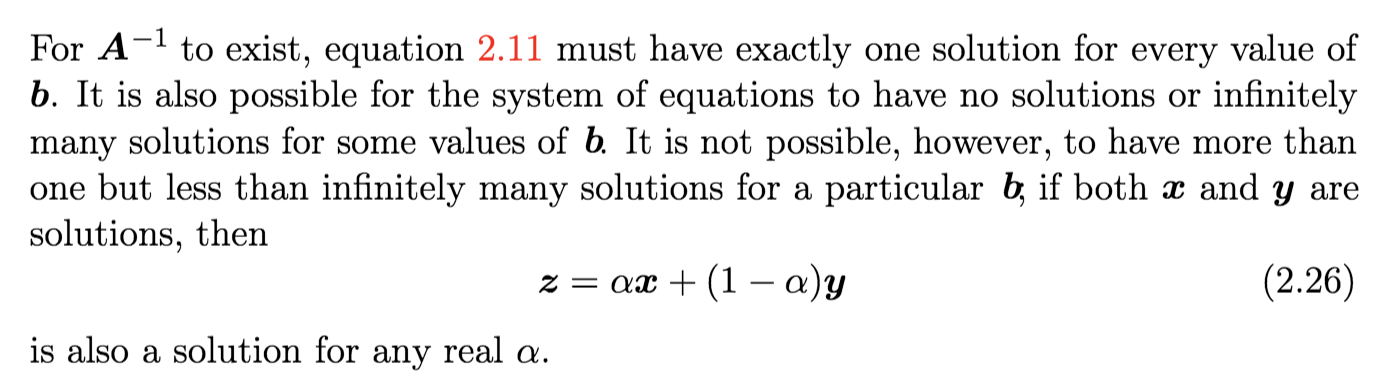 For A⁻¹ to exist, equation 2.11 must have exactly one solution for every value of
b. It is also possible for the system of equations to have no solutions or infinitely
many solutions for some values of b. It is not possible, however, to have more than
one but less than infinitely many solutions for a particular b; if both x and y are
solutions, then
z = αx + (1 − α)y (2.26)
is also a solution for any real α.